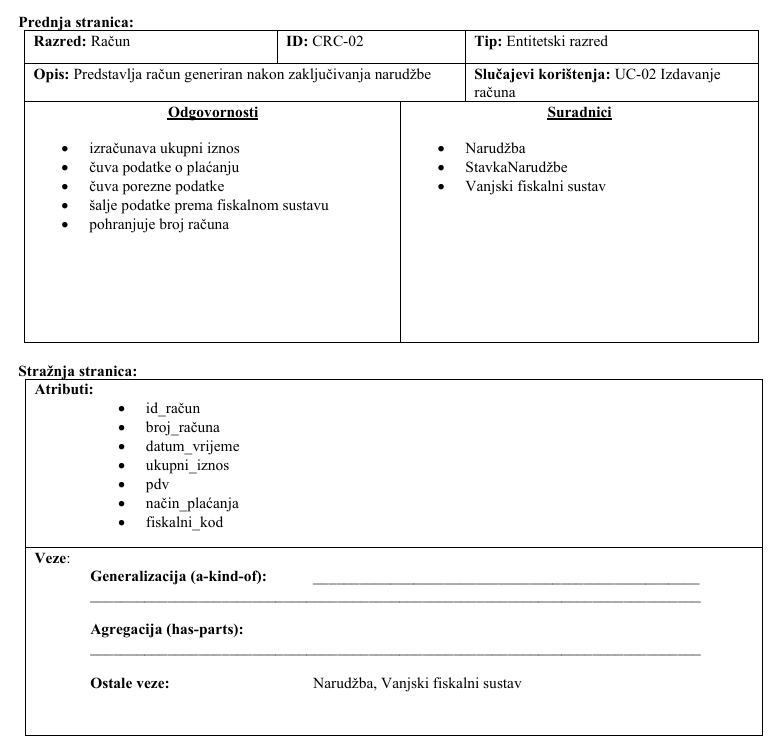 Prednja stranica:
Razred: Račun
ID: CRC-02
Tip: Entitetski razred
Opis: Predstavlja račun generiran nakon zaključivanja narudžbe
Slučajevi korištenja: UC-02 Izdavanje
računa
Odgovornosti
• izračunava ukupni iznos
• čuva podatke o plaćanju
• čuva porezne podatke
• šalje podatke prema fiskalnom sustavu
• pohranjuje broj računa
Suradnici
• Narudžba
• StavkaNarudžbe
• Vanjski fiskalni sustav
Stražnja stranica:
Atributi:
• id_račun
• broj_računa
• datum_vrijeme
• ukupni_iznos
• pdv
• način_plaćanja
• fiskalni_kod
Veze:
Generalizacija (a-kind-of):
Agregacija (has-parts):
Ostale veze: Narudžba, Vanjski fiskalni sustav